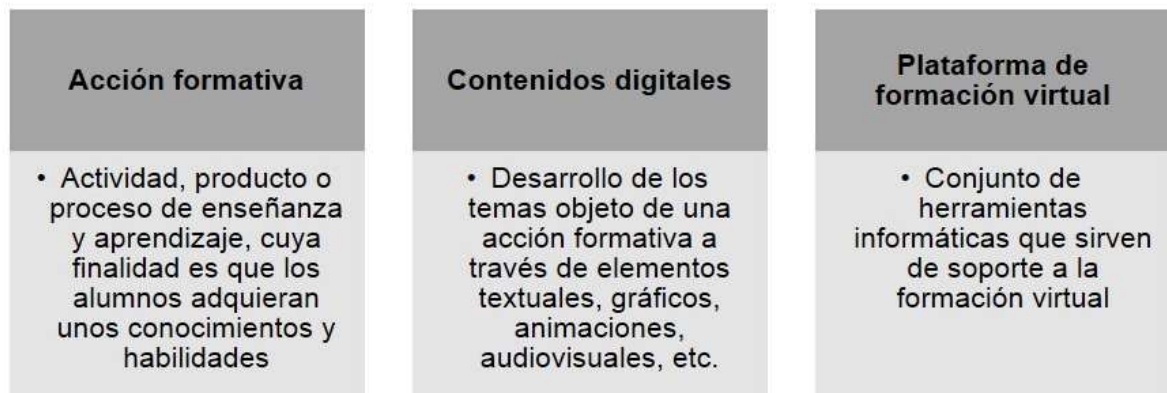 Acción formativa
• Actividad, producto o
proceso de enseñanza
y aprendizaje, cuya
finalidad es que los
alumnos adquieran
unos conocimientos y
habilidades
Contenidos digitales
• Desarrollo de los
temas objeto de una
acción formativa a
través de elementos
textuales, gráficos,
animaciones,
audiovisuales, etc.
Plataforma de
formación virtual
• Conjunto de
herramientas
informáticas que sirven
de soporte a la
formación virtual